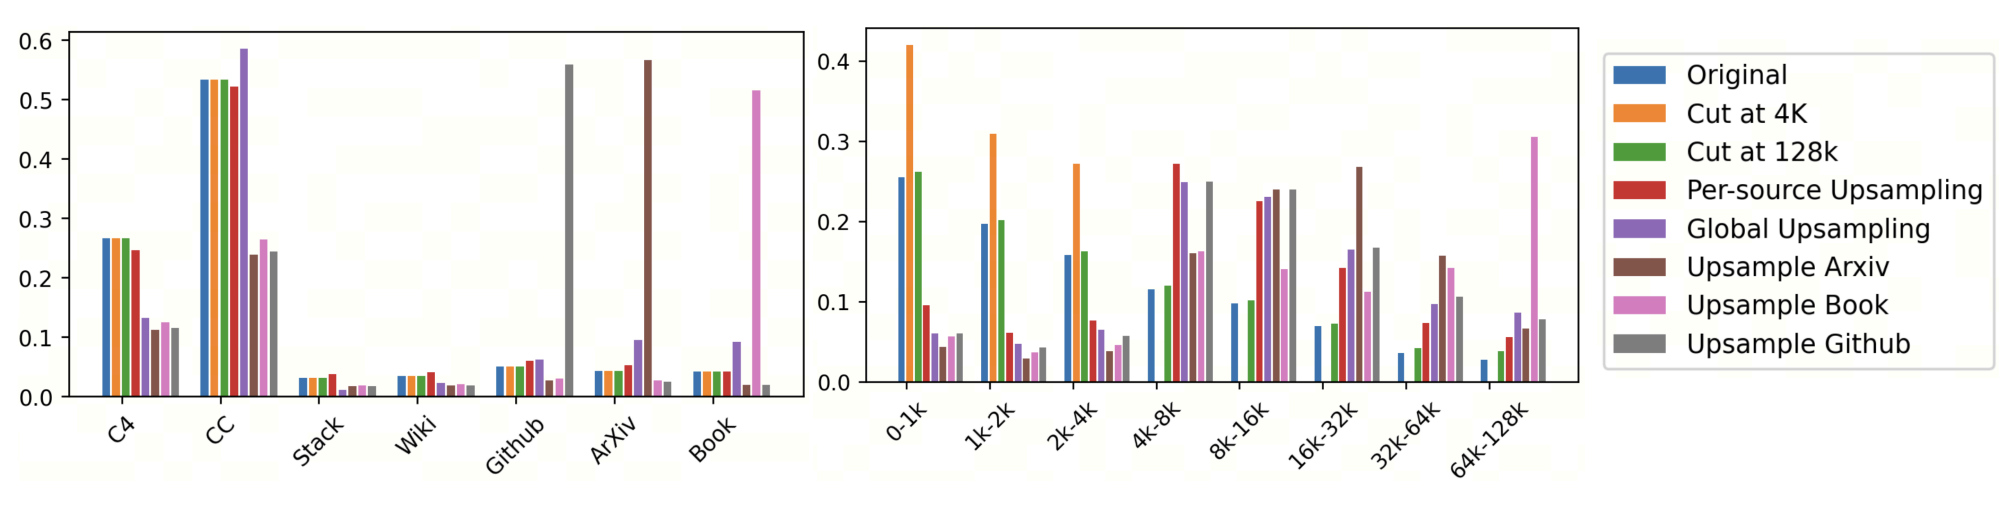 0.6
0.5
0.4
0.3
0.2
0.1
0.0
C4
CC
Stack
Wiki
Github
ArXiv
Book
0.4
0.3
0.2
0.1
0.0
0-1k
1k-2k
2k-4k
4k-8k
8k-16k
16k-32k
32k-64k
64k-128k
Original
Cut at 4K
Cut at 128k
Per-source Upsampling
Global Upsampling
Upsample Arxiv
Upsample Book
Upsample Github